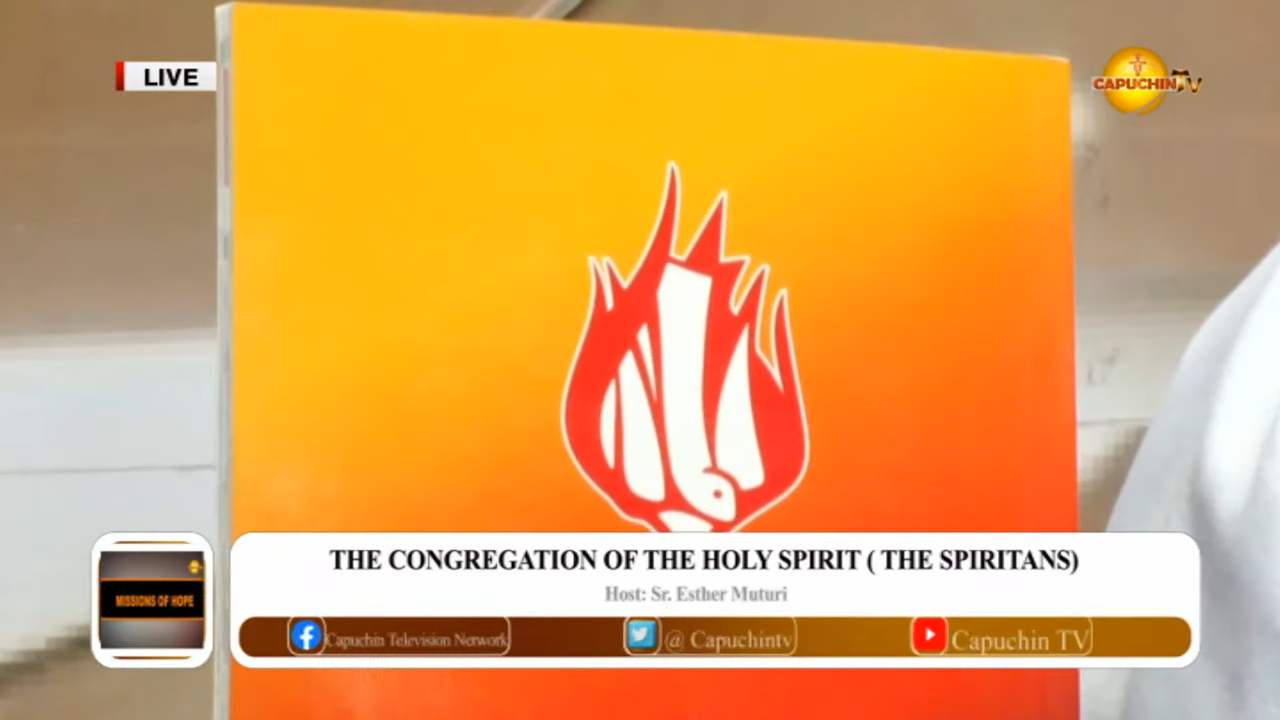 LIVE
CAPUCHIN TV
THE CONGREGATION OF THE HOLY SPIRIT ( THE SPIRITANS)
Host: Sr. Esther Muturi
MISSIONS OF HOPE
Capuchin Television Network
@ Capuchintv
Capuchin TV